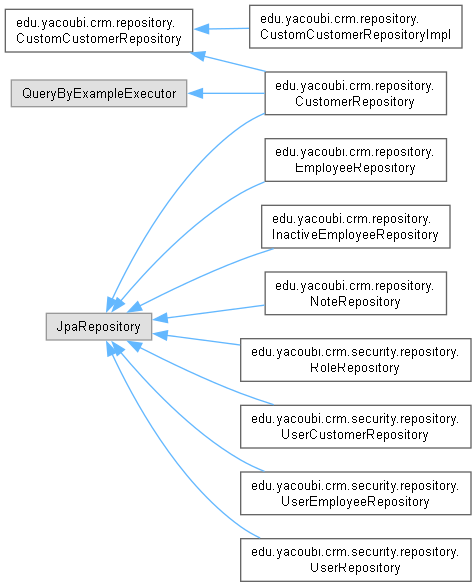 edu.yacoubi.crm.repository.
CustomCustomerRepository
edu.yacoubi.crm.repository.
CustomCustomerRepositoryImpl
QueryByExampleExecutor
edu.yacoubi.crm.repository.
CustomerRepository
edu.yacoubi.crm.repository.
EmployeeRepository
edu.yacoubi.crm.repository.
InactiveEmployeeRepository
edu.yacoubi.crm.repository.
NoteRepository
JpaRepository
edu.yacoubi.crm.security.repository.
RoleRepository
edu.yacoubi.crm.security.repository.
UserCustomerRepository
edu.yacoubi.crm.security.repository.
UserEmployeeRepository
edu.yacoubi.crm.security.repository.
UserRepository